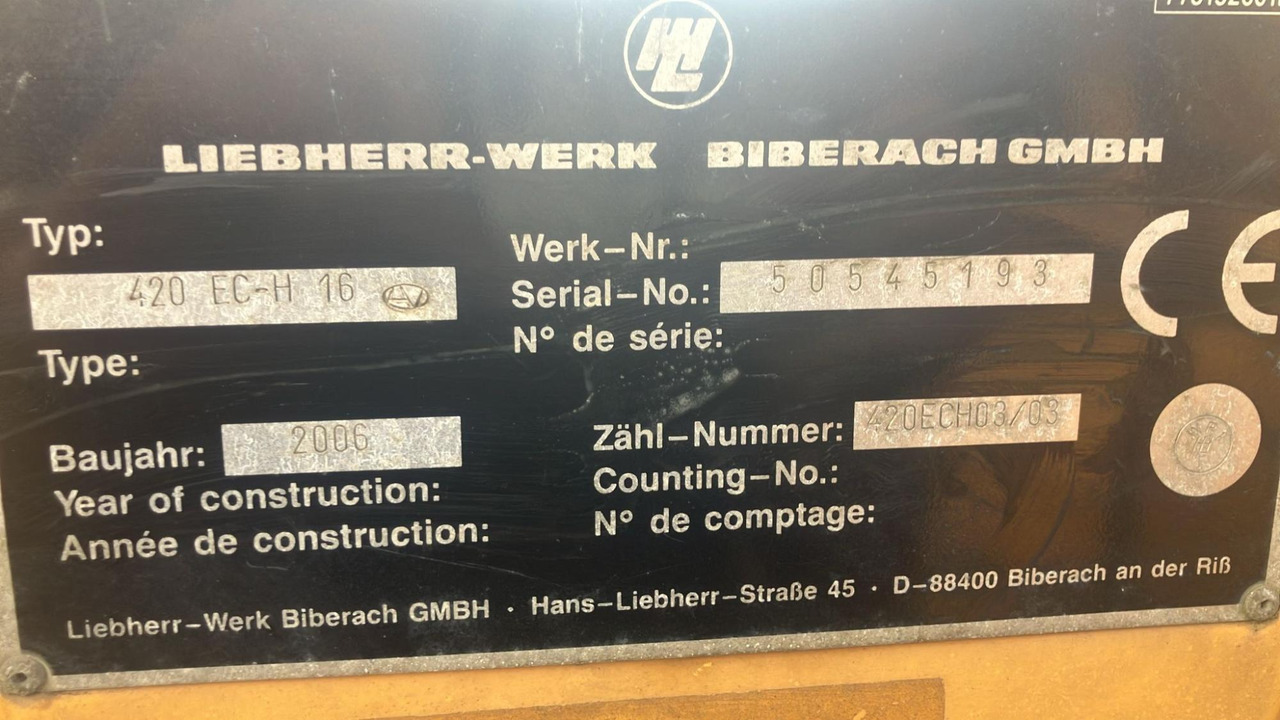 LIEBHERR-WERK BIBERACH GMBH
Typ:
420 EC-H 16
Type:
Werk-Nr.:
Serial-No.: 50545193
N° de série:
CE
Baujahr: 2006
Year of construction:
Année de construction:
Zähl-Nummer: 420ECH03/03
Counting-No.:
N° de comptage:
Liebherr-Werk Biberach GMBH · Hans-Liebherr-Straße 45 · D-88400 Biberach an der Riß